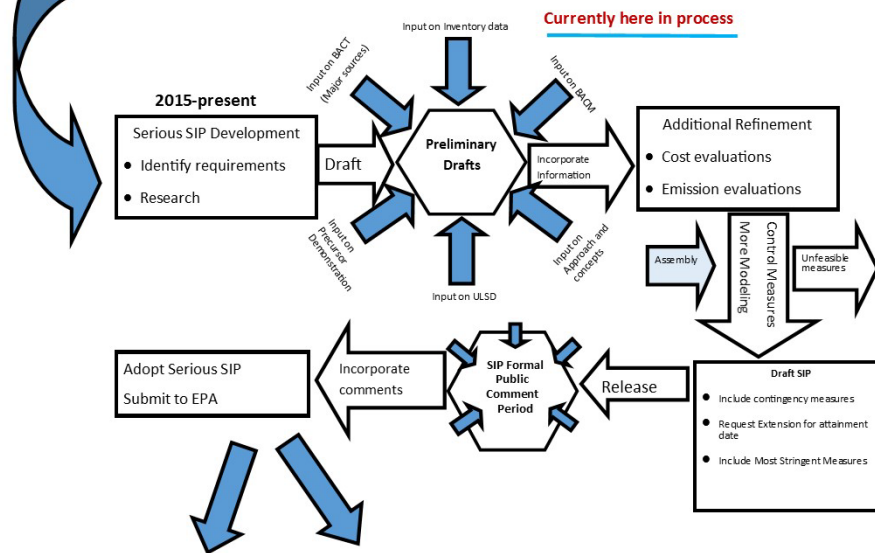 Currently here in process
Input on Inventory data
Input on BACT
(Major sources)
Input on BACM
2015-present
Serious SIP Development
• Identify requirements
• Research
Draft
Preliminary
Drafts
Incorporate
Information
Additional Refinement
• Cost evaluations
• Emission evaluations
Input on
Precursor
Demonstration
Input on ULSD
Input on
Approach and
concepts
Assembly
Control Measures
More Modeling
Unfeasible
measures
Adopt Serious SIP
Submit to EPA
Incorporate
comments
SIP Formal
Public
Comment
Period
Release
Draft SIP
• Include contingency measures
• Request Extension for attainment
date
• Include Most Stringent Measures